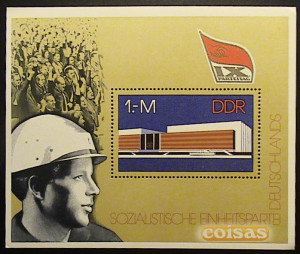 IX
PARTEITAG
1.-M
DDR
SOZIALISTISCHE EINHEITSPARTEI
DEUTSCHLANDS
coisas